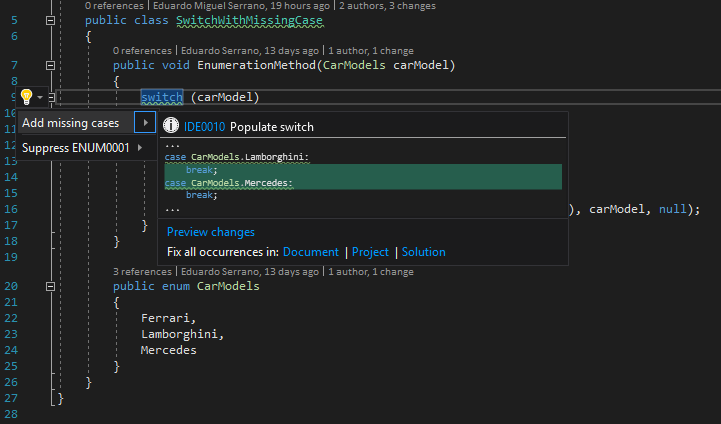 0 references | Eduardo Miguel Serrano, 19 hours ago | 2 authors, 3 changes
5 public class SwitchWithMissingCase
6 {
0 references | Eduardo Serrano, 13 days ago | 1 author, 1 change
7 public void EnumerationMethod(CarModels carModel)
8 {
9 switch (carModel)
10
Add missing cases
IDE0010 Populate switch
11
12
Suppress ENUM0001
...
13
case CarModels.Lamborghini:
break;
14
case CarModels.Mercedes:
15
break;
16 ...
), carModel, null);
17 }
Preview changes
18 }
Fix all occurrences in: Document | Project | Solution
19
3 references | Eduardo Serrano, 13 days ago | 1 author, 1 change
20 public enum CarModels
21 {
22 Ferrari,
23 Lamborghini,
24 Mercedes
25 }
26 }
27 }
28